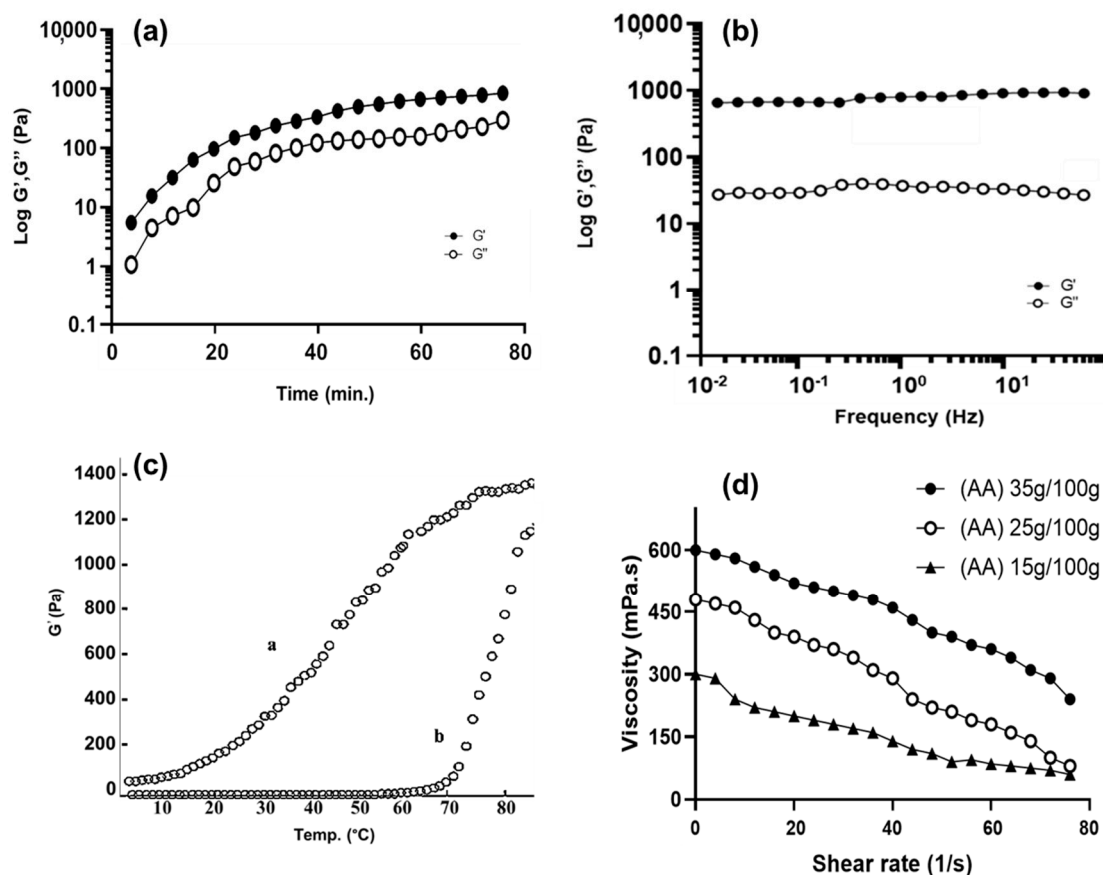 (a)
10,000
1000
100
10
1
0.1
Log G',G'' (Pa)
G'
G''
0 20 40 60 80
Time (min.)
(b)
10,000
1000
100
10
1
0.1
Log G',G'' (Pa)
G'
G''
10-2 10-1 100 101
Frequency (Hz)
(c)
1400
1200
1000
800
600
400
200
0
G' (Pa)
a
b
10 20 30 40 50 60 70 80
Temp. (°C)
(d)
(AA) 35g/100g
(AA) 25g/100g
(AA) 15g/100g
600
450
300
150
0
Viscosity (mPa.s)
0 20 40 60 80
Shear rate (1/s)